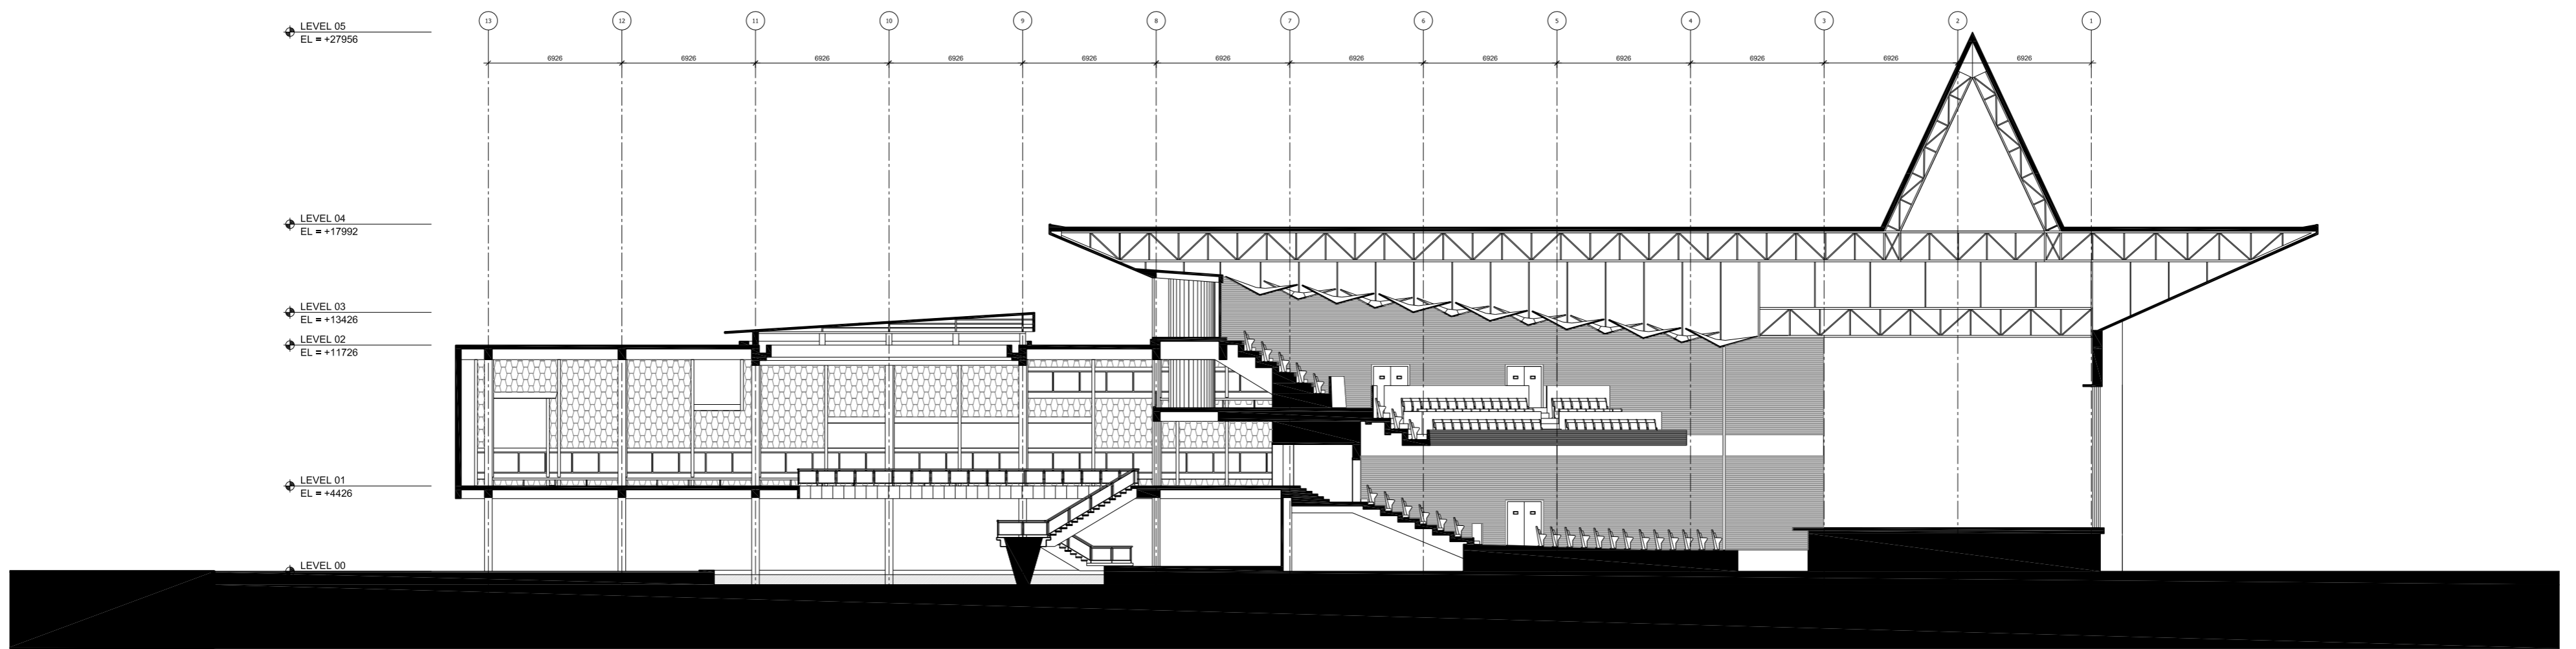 13 12 11 10 9 8 7 6 5 4 3 2 1
LEVEL 05
EL = +27956
6926 6926 6926 6926 6926 6926 6926 6926 6926 6926 6926 6926
LEVEL 04
EL = +17992
LEVEL 03
EL = +13426
LEVEL 02
EL = +11726
LEVEL 01
EL = +4426
LEVEL 00